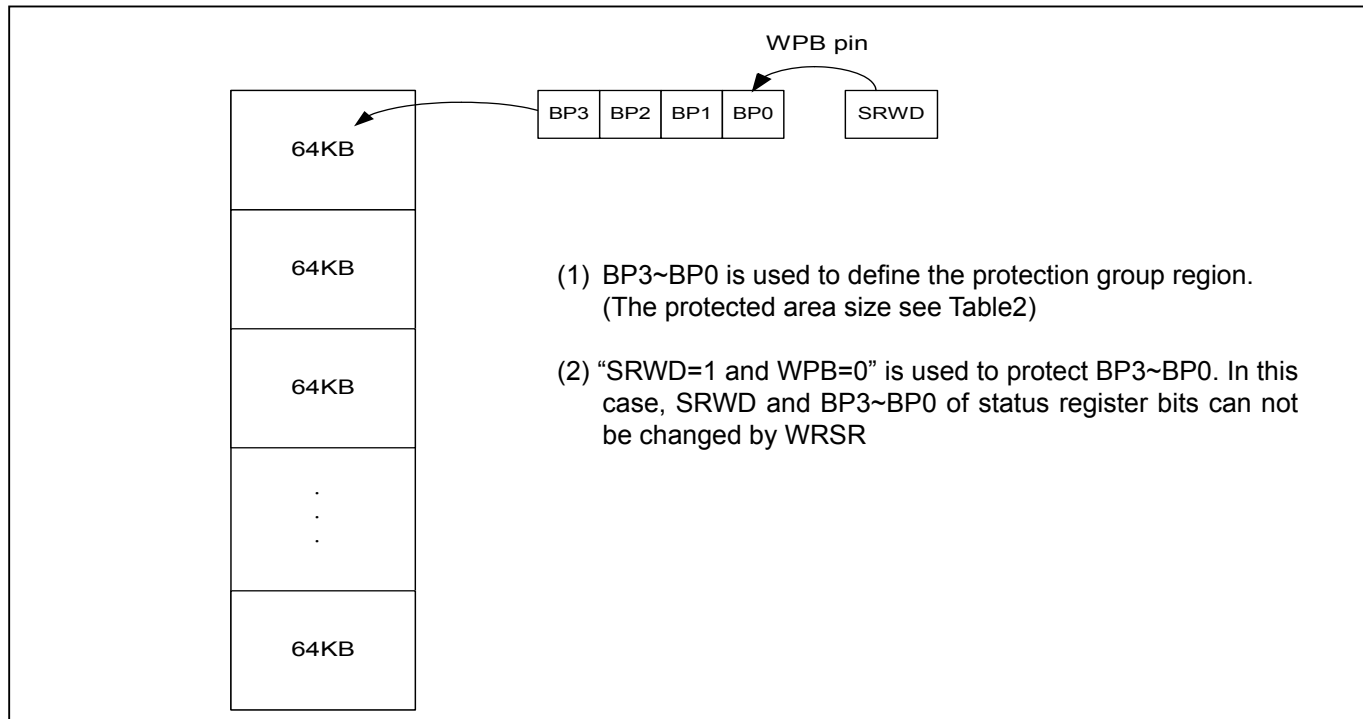 WPB pin
BP3 BP2 BP1 BP0 SRWD
64KB
64KB
(1) BP3~BP0 is used to define the protection group region.
(The protected area size see Table2)
64KB
(2) “SRWD=1 and WPB=0” is used to protect BP3~BP0. In this
case, SRWD and BP3~BP0 of status register bits can not
be changed by WRSR
.
.
.
64KB